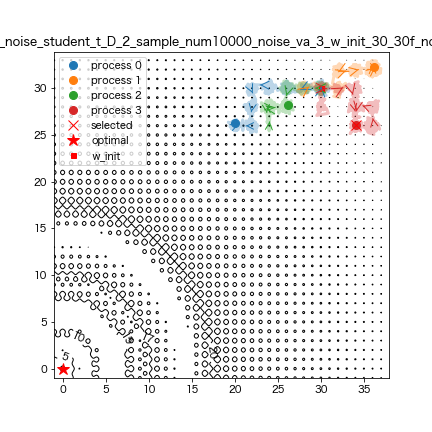 _noise_student_t_D_2_sample_num10000_noise_va_3_w_init_30_30f_no
process 0
process 1
process 2
process 3
selected
optimal
w_init
30
25
20
15
10
5
0
5
0 5 10 15 20 25 30 35